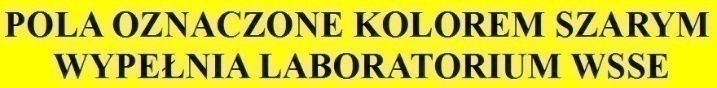 POLA OZNACZONE KOLOREM SZARYM
WYPEŁNIA LABORATORIUM WSSE